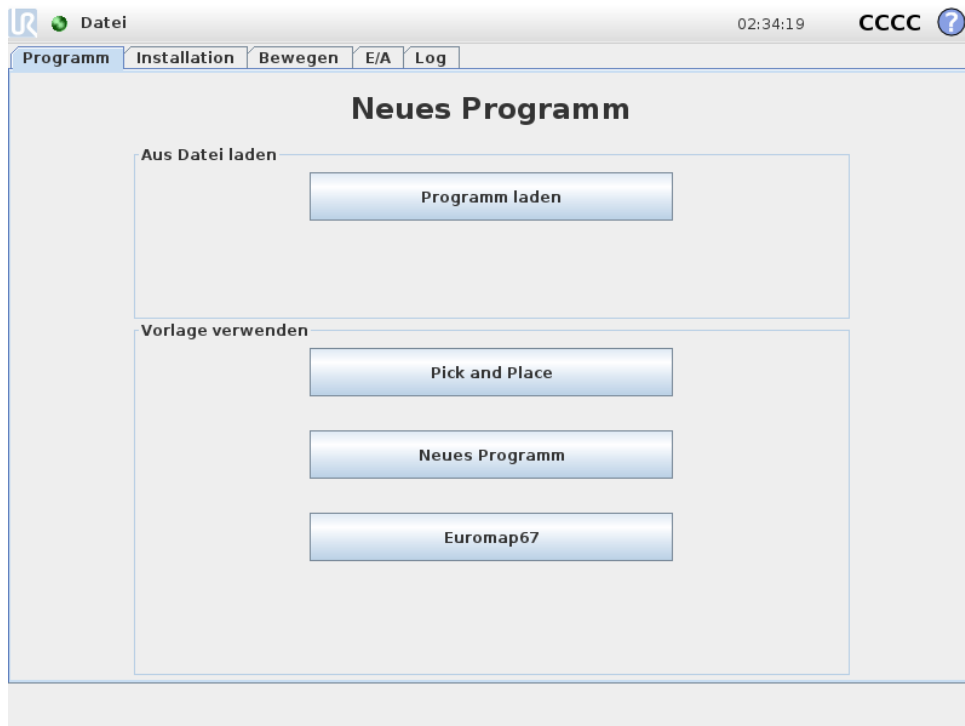 UR Datei 02:34:19 CCCC ?
Programm Installation Bewegen E/A Log
Neues Programm
Aus Datei laden
Programm laden
Vorlage verwenden
Pick and Place
Neues Programm
Euromap67